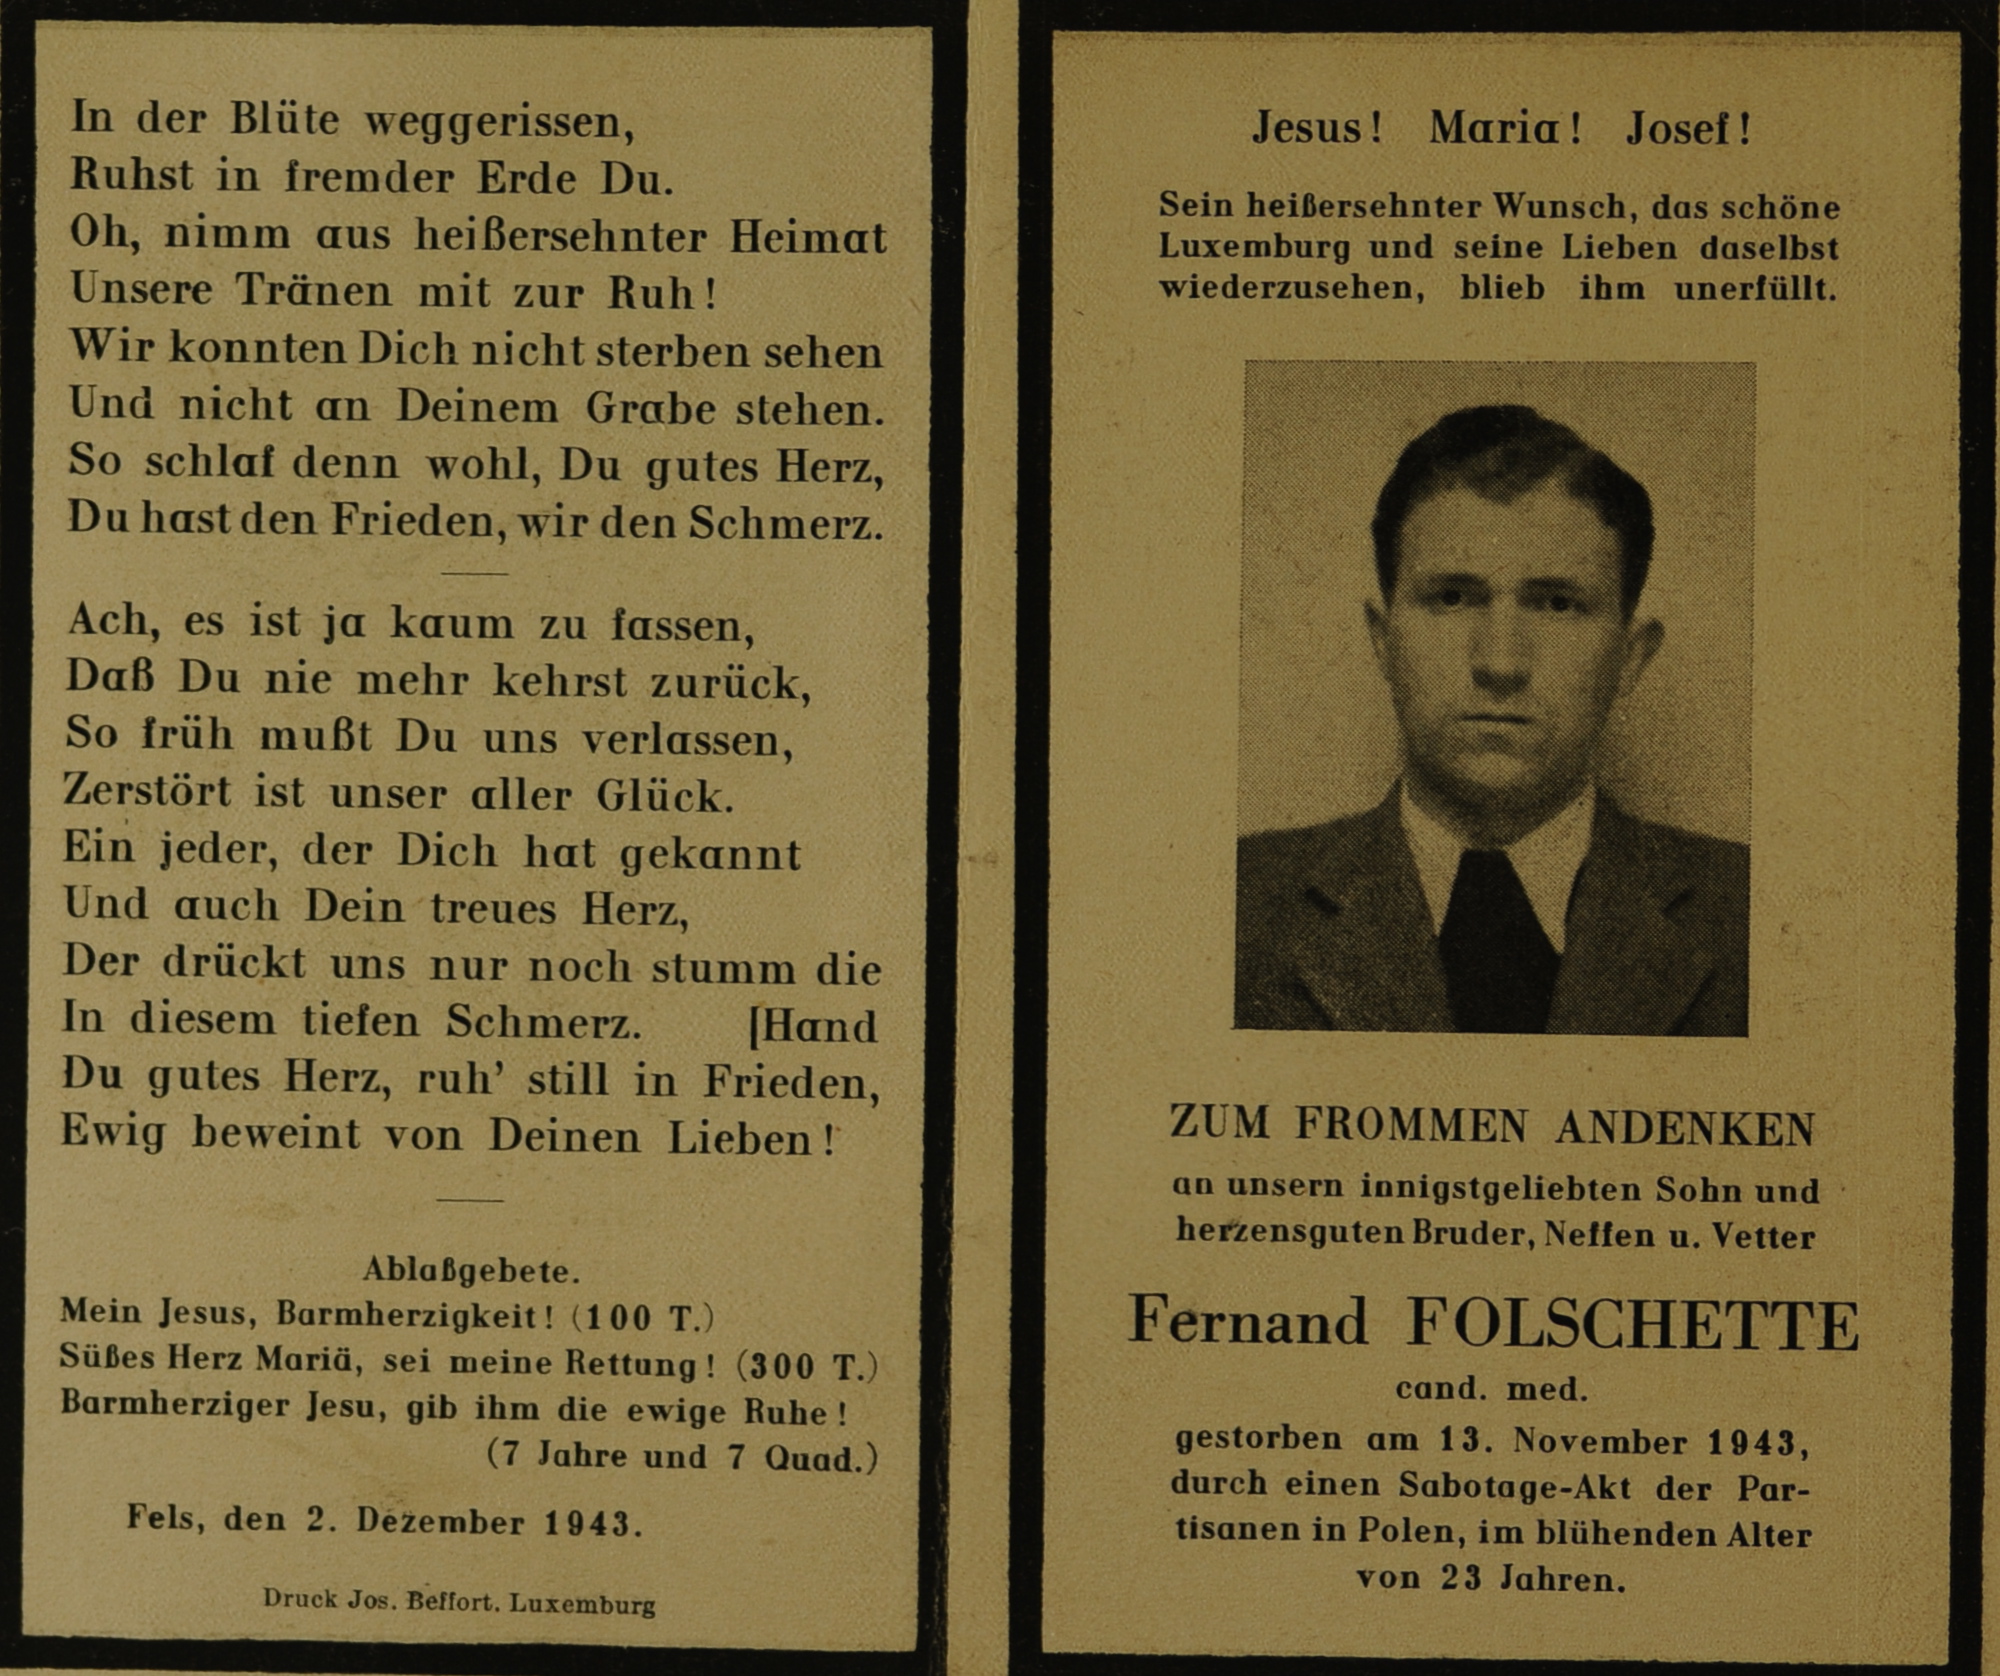 In der Blüte weggerissen,
Ruhst in fremder Erde Du.
Oh, nimm aus heißersehnter Heimat
Unsere Tränen mit zur Ruh!
Wir konnten Dich nicht sterben sehen
Und nicht an Deinem Grabe stehen.
So schlaf denn wohl, Du gutes Herz,
Du hast den Frieden, wir den Schmerz.
Ach, es ist ja kaum zu fassen,
Daß Du nie mehr kehrst zurück,
So früh mußt Du uns verlassen,
Zerstört ist unser aller Glück.
Ein jeder, der Dich hat gekannt
Und auch Dein treues Herz,
Der drückt uns nur noch stumm die
In diesem tiefen Schmerz. [Hand
Du gutes Herz, ruh' still in Frieden,
Ewig beweint von Deinen Lieben!
Ablaßgebete.
Mein Jesus, Barmherzigkeit! (100 T.)
Süßes Herz Mariä, sei meine Rettung! (300 T.)
Barmherziger Jesu, gib ihm die ewige Ruhe!
(7 Jahre und 7 Quad.)
Fels, den 2. Dezember 1943.
Druck Jos. Beffort. Luxemburg
Jesus! Maria! Josef!
Sein heißersehnter Wunsch, das schöne
Luxemburg und seine Lieben daselbst
wiederzusehen, blieb ihm unerfüllt.
ZUM FROMMEN ANDENKEN
an unsern innigstgeliebten Sohn und
herzensguten Bruder, Neffen u. Vetter
Fernand FOLSCHETTE
cand. med.
gestorben am 13. November 1943,
durch einen Sabotage-Akt der Par-
tisanen in Polen, im blühenden Alter
von 23 Jahren.